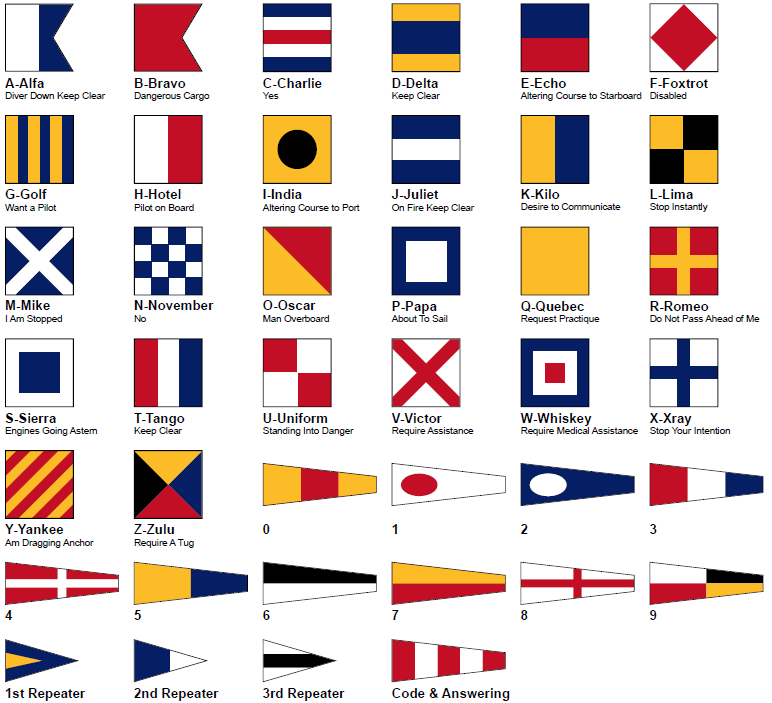 A-Alfa
Diver Down Keep Clear
B-Bravo
Dangerous Cargo
C-Charlie
Yes
D-Delta
Keep Clear
E-Echo
Altering Course to Starboard
F-Foxtrot
Disabled
G-Golf
Want a Pilot
H-Hotel
Pilot on Board
I-India
Altering Course to Port
J-Juliet
On Fire Keep Clear
K-Kilo
Desire to Communicate
L-Lima
Stop Instantly
M-Mike
I Am Stopped
N-November
No
O-Oscar
Man Overboard
P-Papa
About To Sail
Q-Quebec
Request Practique
R-Romeo
Do Not Pass Ahead of Me
S-Sierra
Engines Going Astern
T-Tango
Keep Clear
U-Uniform
Standing Into Danger
V-Victor
Require Assistance
W-Whiskey
Require Medical Assistance
X-Xray
Stop Your Intention
Y-Yankee
Am Dragging Anchor
Z-Zulu
Require A Tug
0
1
2
3
4
5
6
7
8
9
1st Repeater
2nd Repeater
3rd Repeater
Code & Answering